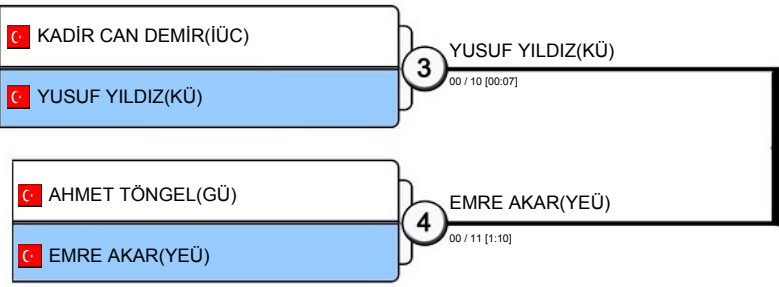 KADİR CAN DEMİR(İÜC)
YUSUF YILDIZ(KÜ)
3
YUSUF YILDIZ(KÜ)
00 / 10 [00:07]
AHMET TÖNGEL(GÜ)
EMRE AKAR(YEÜ)
4
EMRE AKAR(YEÜ)
00 / 11 [1:10]